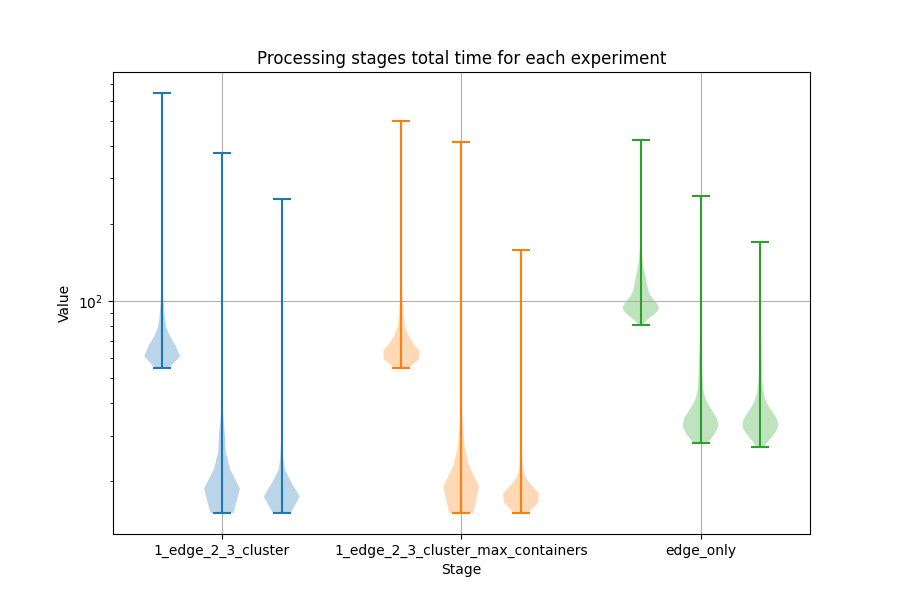 Processing stages total time for each experiment
Value
10²
1_edge_2_3_cluster
1_edge_2_3_cluster_max_containers
edge_only
Stage